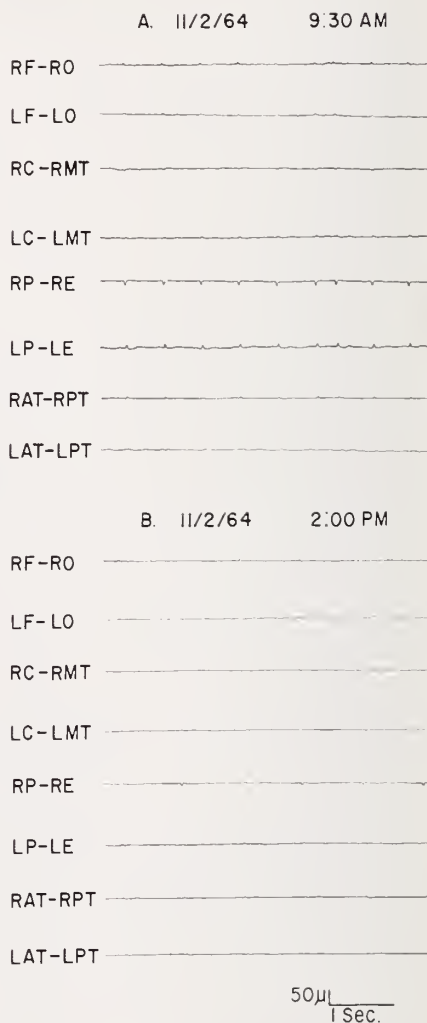 A. 11/2/64 9:30 AM
RF-RO
LF-LO
RC-RMT
LC-LMT
RP-RE
LP-LE
RAT-RPT
LAT-LPT
B. 11/2/64 2:00 PM
RF-RO
LF-LO
RC-RMT
LC-LMT
RP-RE
LP-LE
RAT-RPT
LAT-LPT
50μ
1 Sec.